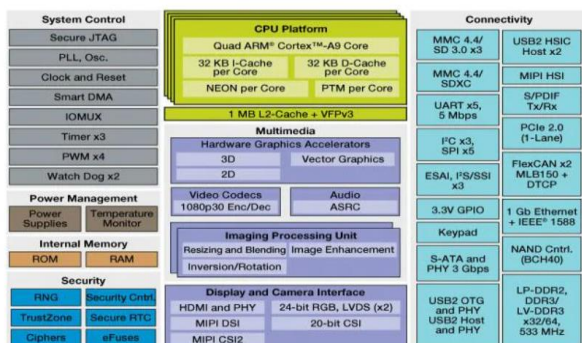 System Control
Secure JTAG
PLL, Osc.
Clock and Reset
Smart DMA
IOMUX
Timer x3
PWM x4
Watch Dog x2
Power Management
Power
Supplies
Temperature
Monitor
Internal Memory
ROM
RAM
Security
RNG
Security Cntrl.
TrustZone
Secure RTC
Ciphers
eFuses
CPU Platform
Quad ARM® Cortex™-A9 Core
32 KB I-Cache
per Core
32 KB D-Cache
per Core
NEON per Core
PTM per Core
1 MB L2-Cache + VFPv3
Multimedia
Hardware Graphics Accelerators
3D
Vector Graphics
2D
Video Codecs
1080p30 Enc/Dec
Audio
ASRC
Imaging Processing Unit
Resizing and Blending
Image Enhancement
Inversion/Rotation
Display and Camera Interface
HDMI and PHY
24-bit RGB, LVDS (x2)
MIPI DSI
20-bit CSI
MIPI CSI2
Connectivity
MMC 4.4/
SD 3.0 x3
MMC 4.4/
SDXC
UART x5,
5 Mbps
I²C x3,
SPI x5
ESAI, I²S/SSI
x3
3.3V GPIO
Keypad
S-ATA and
PHY 3 Gbps
USB2 OTG
and PHY
USB2 Host
and PHY
USB2 HSIC
Host x2
MIPI HSI
S/PDIF
Tx/Rx
PCIe 2.0
(1-Lane)
FlexCAN x2
MLB150 +
DTCP
1 Gb Ethernet
+ IEEE® 1588
NAND Cntrl.
(BCH40)
LP-DDR2,
DDR3/
LV-DDR3
x32/64,
533 MHz